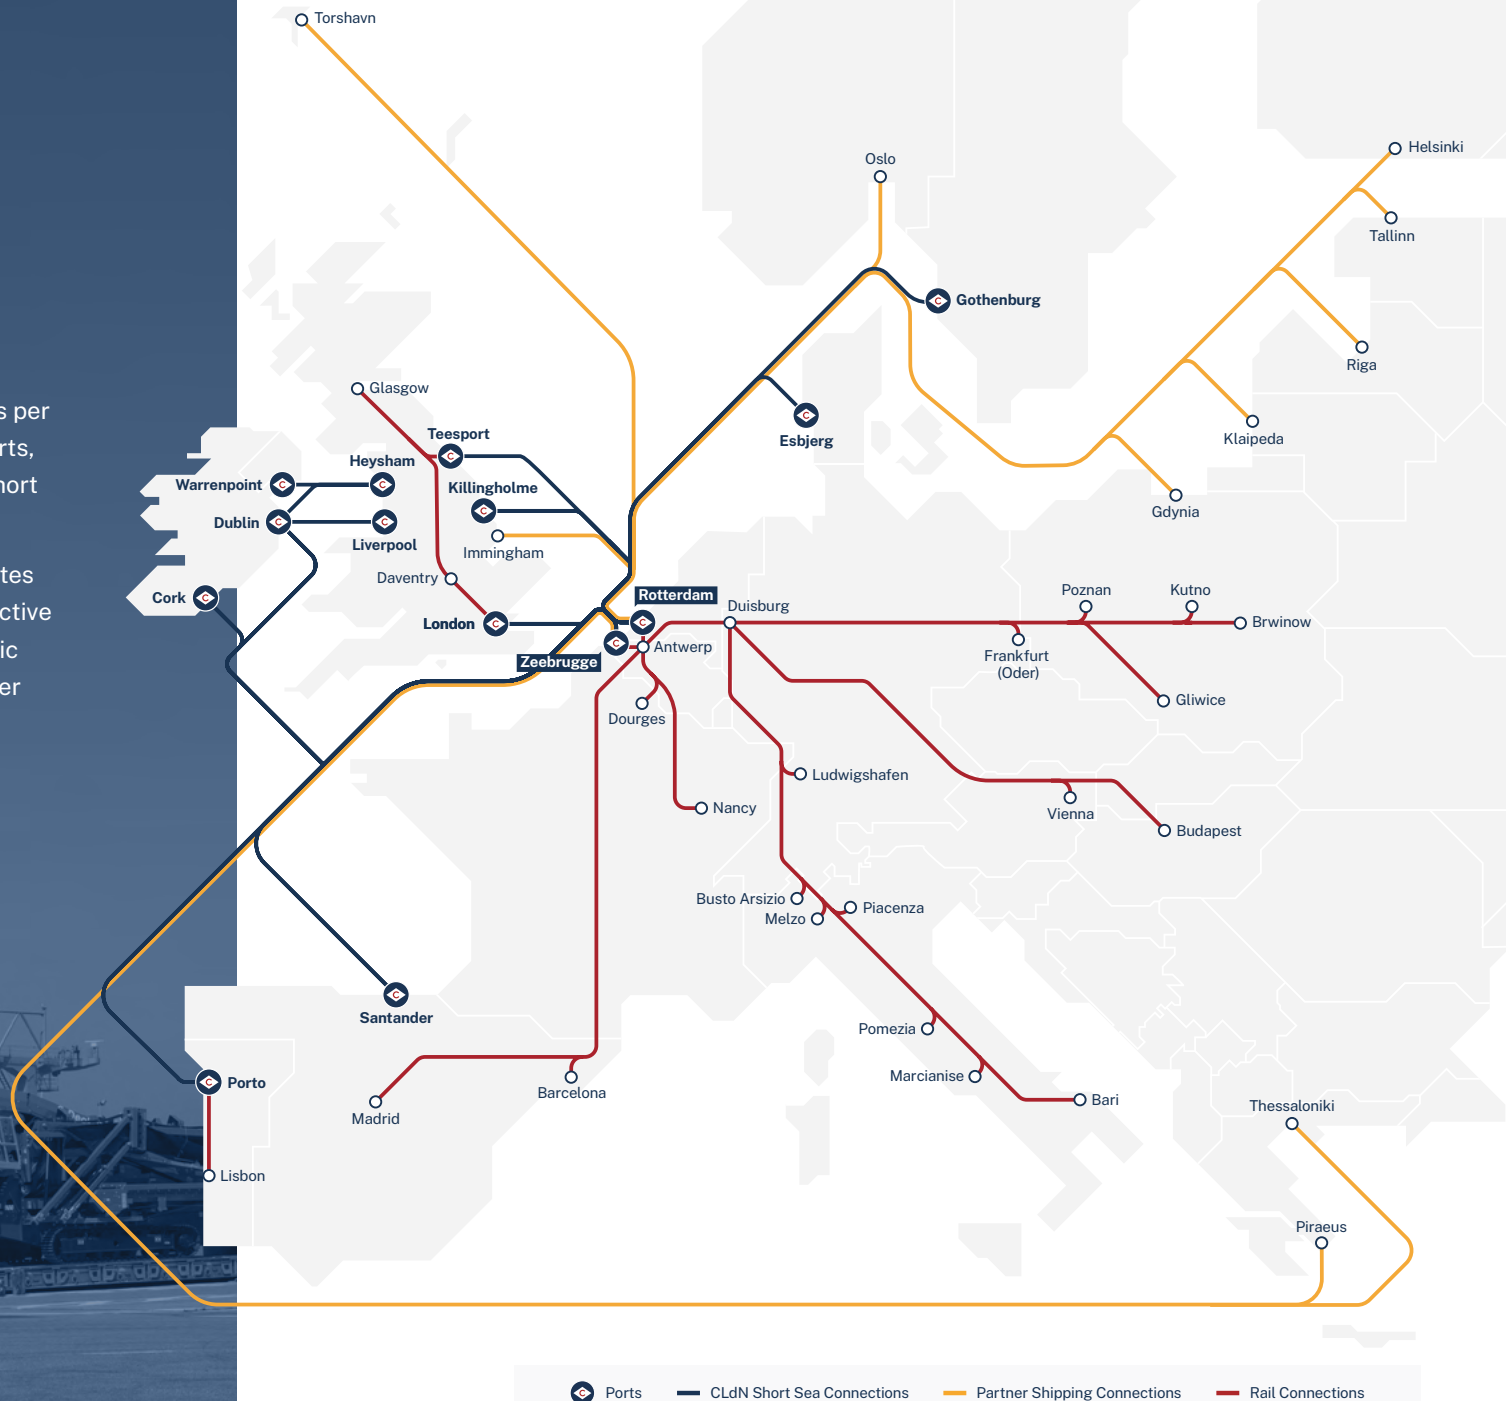 Torshavn
Oslo
Helsinki
Tallinn
Gothenburg
Riga
Glasgow
s per
Teesport
Esbjerg
Klaipeda
rts,
Heysham
Warrenpoint
hort
Killingholme
Gdynia
Dublin
Liverpool
Immingham
tes
Daventry
Cork
Rotterdam
Duisburg
Poznan
Kutno
ctive
London
Brwinow
ic
Zeebrugge
Antwerp
Frankfurt
(Oder)
er
Gliwice
Dourges
Ludwigshafen
Nancy
Vienna
Budapest
Busto Arsizio
Melzo
Piacenza
Santander
Pomezia
Porto
Marcianise
Barcelona
Madrid
Bari
Thessaloniki
Lisbon
Piraeus
Ports
CLdN Short Sea Connections
Partner Shipping Connections
Rail Connections